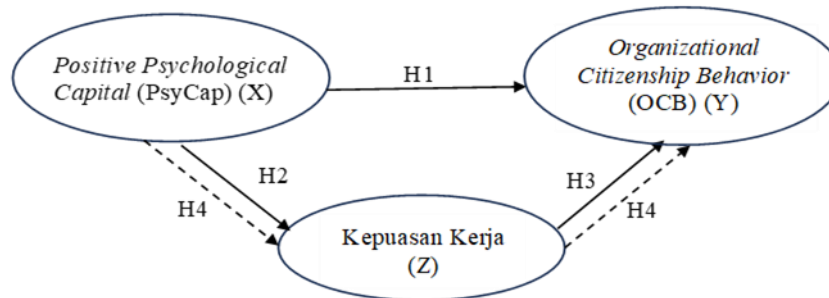 Positive Psychological
Capital (PsyCap) (X)
H1
Organizational
Citizenship Behavior
(OCB) (Y)
H2
H4
H3
H4
Kepuasan Kerja
(Z)